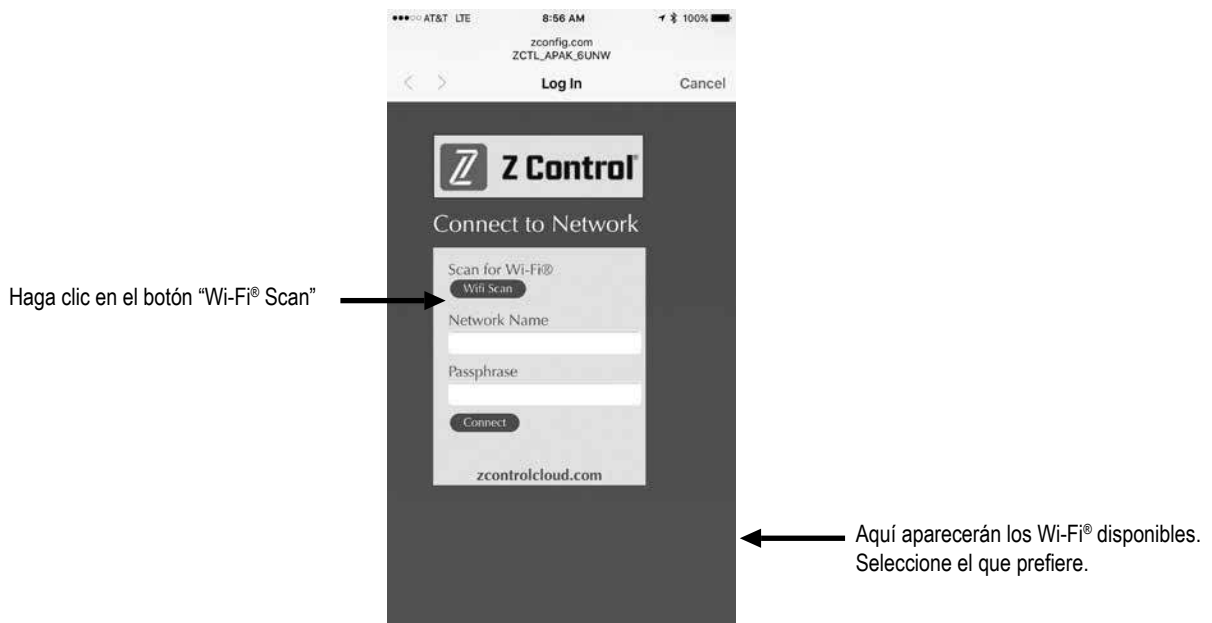 AT&T LTE 8:56 AM 100%
zconfig.com
ZCTL_APAK_6UNW
< > Log In Cancel
Z Control®
Connect to Network
Scan for Wi-Fi®
Wifi Scan
Haga clic en el botón “Wi-Fi® Scan”
Network Name
Passphrase
Connect
zcontrolcloud.com
Aquí aparecerán los Wi-Fi® disponibles.
Seleccione el que prefiere.